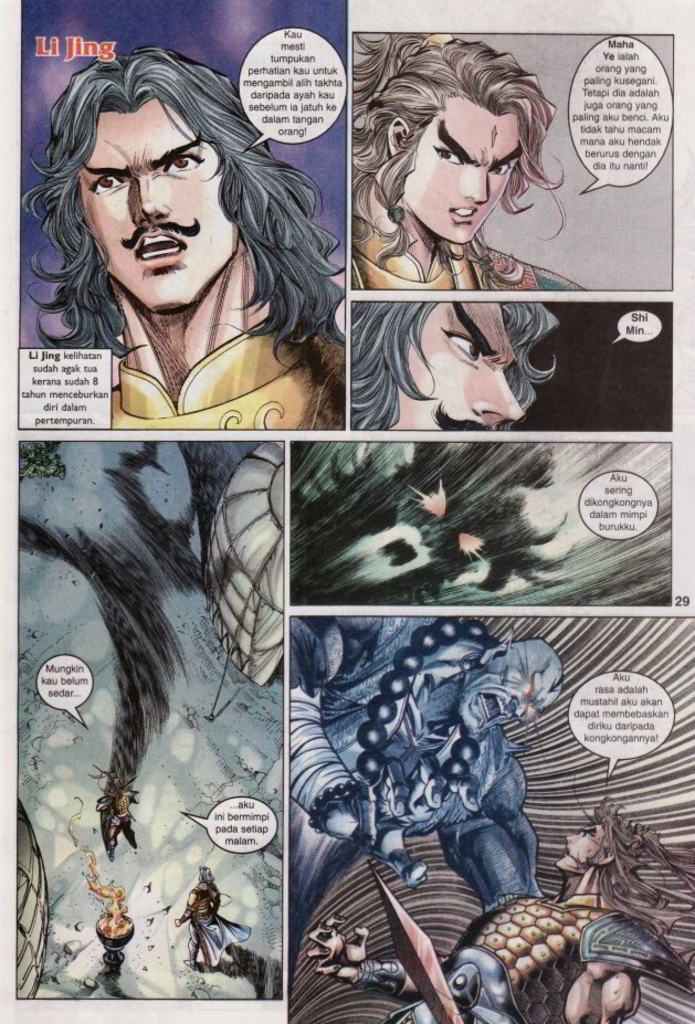 Li Jing
Kau
mesti
tumpukan
perhatian kau untuk
mengambil alih takhta
daripada ayah kau
sebelum ia jatuh ke
dalam tangan
orang!
Li Jing kelihatan
sudah agak tua
kerana sudah 8
tahun menceburkan
diri dalam
pertempuran.
Maha
Ye ialah
orang yang
paling kusegani.
Tetapi dia adalah
juga orang yang
paling aku benci. Aku
tidak tahu macam
mana aku hendak
berurus dengan
dia itu nanti!
Shi
Min...
Mungkin
kau belum
sedar...
...aku
ini bermimpi
pada setiap
malam.
Aku
sering
dikongkongnya
dalam mimpi
burukku.
29
Aku
rasa adalah
mustahil aku akan
dapat membebaskan
diriku daripada
kongkongannya!